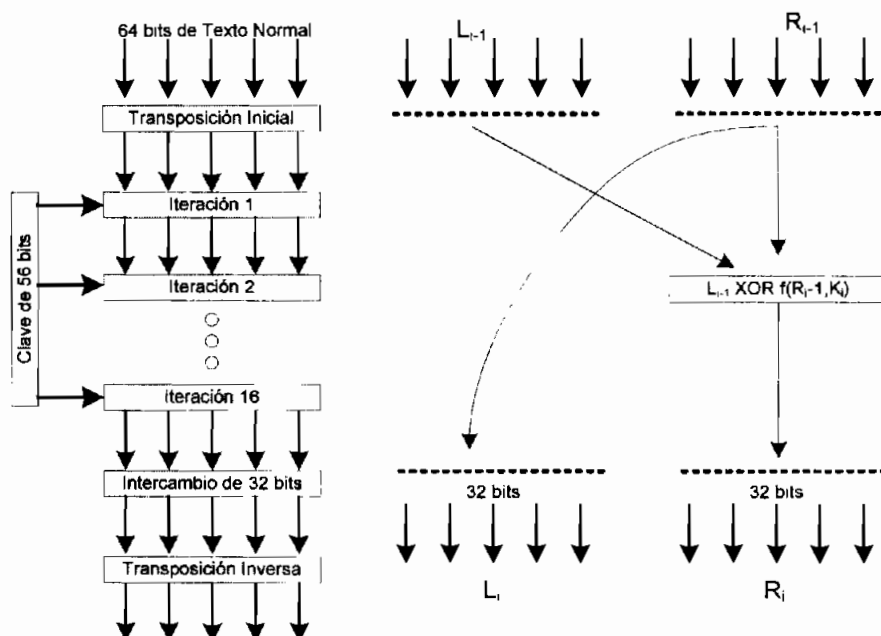 64 bits de Texto Normal
Transposición Inicial
Clave de 56 bits
Iteración 1
Iteración 2
Iteración 16
Intercambio de 32 bits
Transposición Inversa
Lᵢ₋₁
Rᵢ₋₁
Lᵢ₋₁ XOR f(Rᵢ-1,Kᵢ)
32 bits
32 bits
Lᵢ
Rᵢ